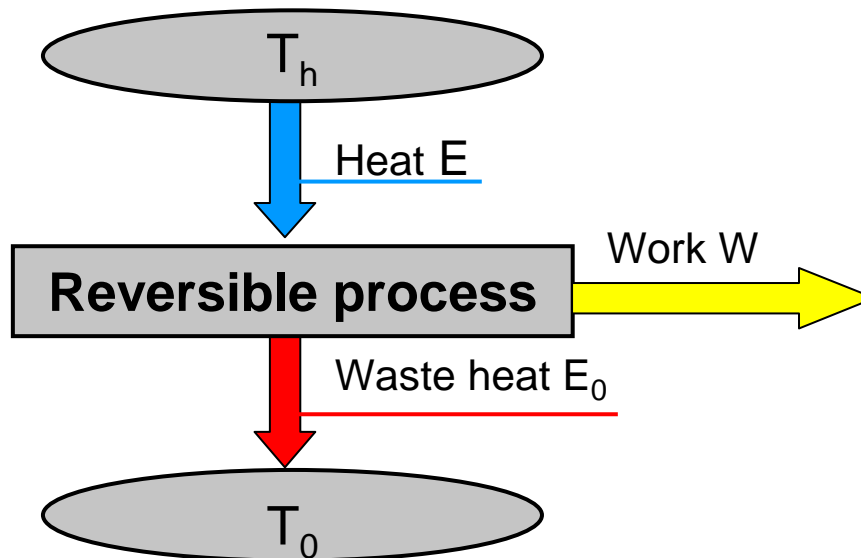 Tₕ
Heat E
Work W
Reversible process
Waste heat E₀
T₀